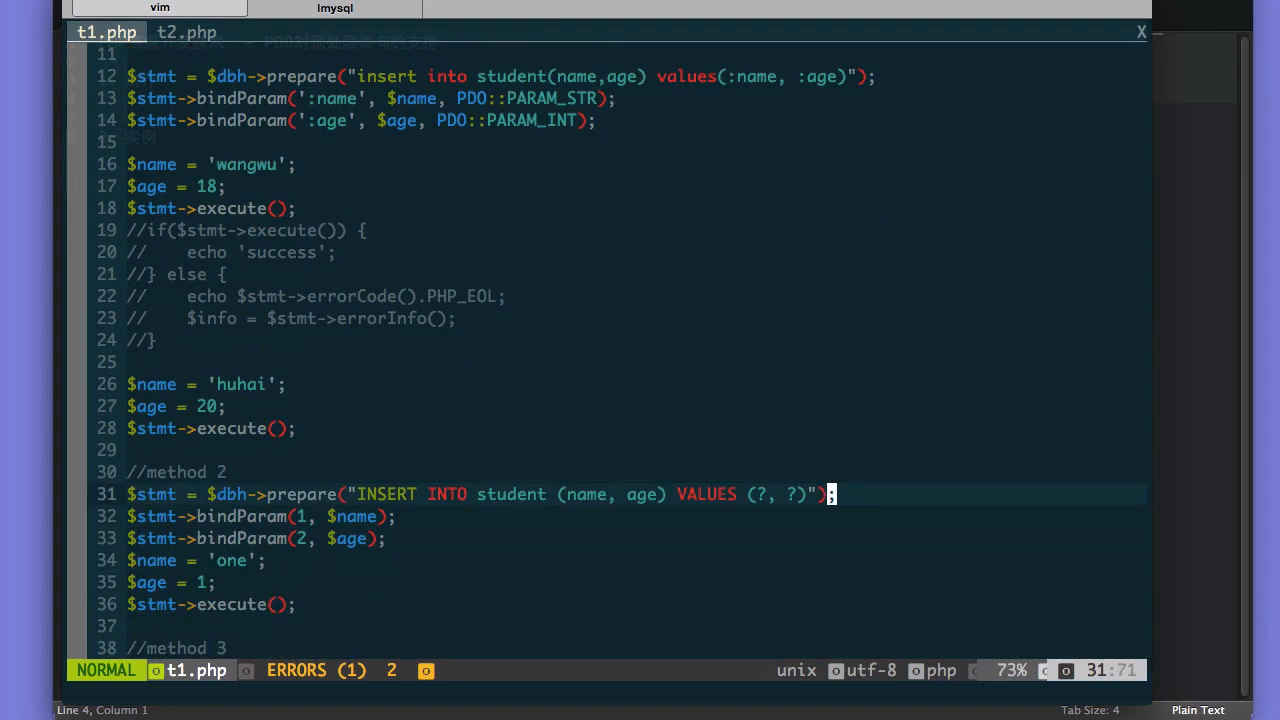 vim
lmysql
t1.php t2.php X
11
12 $stmt = $dbh->prepare("insert into student(name,age) values(:name, :age)");
13 $stmt->bindParam(':name', $name, PDO::PARAM_STR);
14 $stmt->bindParam(':age', $age, PDO::PARAM_INT);
15
16 $name = 'wangwu';
17 $age = 18;
18 $stmt->execute();
19 //if($stmt->execute()) {
20 //    echo 'success';
21 //} else {
22 //    echo $stmt->errorCode().PHP_EOL;
23 //    $info = $stmt->errorInfo();
24 //}
25
26 $name = 'huhai';
27 $age = 20;
28 $stmt->execute();
29
30 //method 2
31 $stmt = $dbh->prepare("INSERT INTO student (name, age) VALUES (?, ?)");
32 $stmt->bindParam(1, $name);
33 $stmt->bindParam(2, $age);
34 $name = 'one';
35 $age = 1;
36 $stmt->execute();
37
38 //method 3
NORMAL t1.php ERRORS (1) 2 unix utf-8 php 73% 31:71
Line 4, Column 1 Tab Size: 4 Plain Text